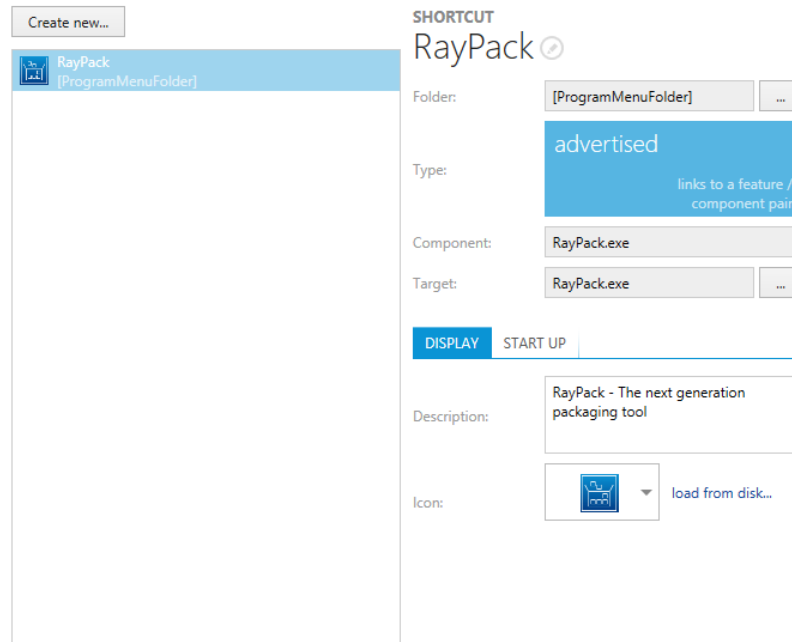 Create new...
RayPack
[ProgramMenuFolder]
SHORTCUT
RayPack
Folder:
[ProgramMenuFolder]
...
Type:
advertised
links to a feature /
component pair
Component:
RayPack.exe
Target:
RayPack.exe
...
DISPLAY
START UP
Description:
RayPack - The next generation
packaging tool
Icon:
load from disk...